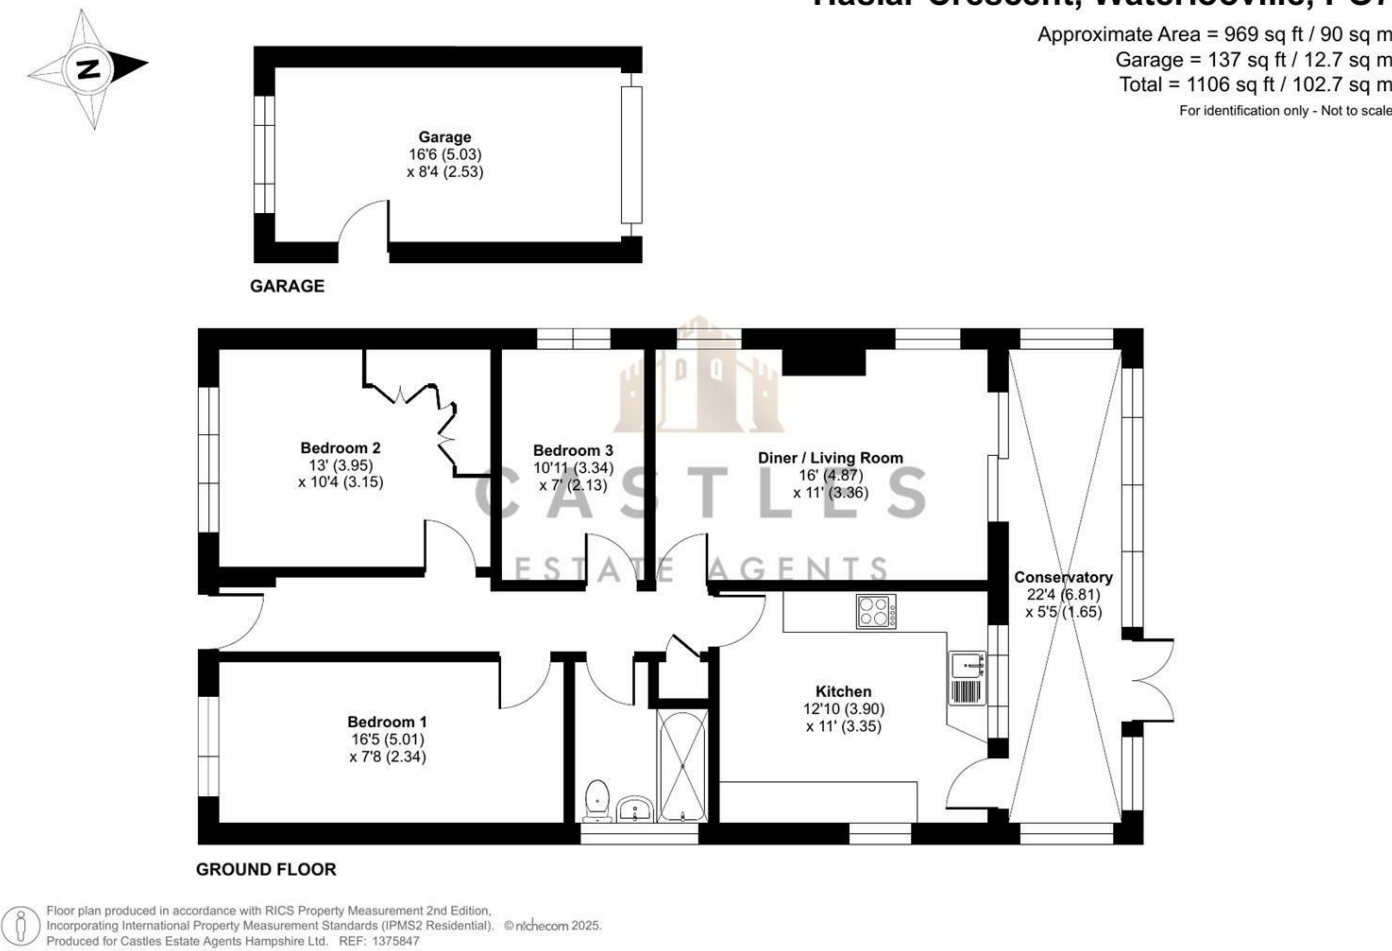 Haslar Crescent, Waterlooville, PO7
Approximate Area = 969 sq ft / 90 sq m
Garage = 137 sq ft / 12.7 sq m
Total = 1106 sq ft / 102.7 sq m
For identification only - Not to scale
N
Garage
16'6 (5.03)
x 8'4 (2.53)
GARAGE
Bedroom 2
13' (3.95)
x 10'4 (3.15)
Bedroom 3
10'11 (3.34)
x 7' (2.13)
Diner / Living Room
16' (4.87)
x 11' (3.36)
CASTLES
ESTATE AGENTS
Conservatory
22'4 (6.81)
x 5'5 (1.65)
Kitchen
12'10 (3.90)
x 11' (3.35)
Bedroom 1
16'5 (5.01)
x 7'8 (2.34)
GROUND FLOOR
Floor plan produced in accordance with RICS Property Measurement 2nd Edition,
Incorporating International Property Measurement Standards (IPMS2 Residential). © nıchecom 2025.
Produced for Castles Estate Agents Hampshire Ltd. REF: 1375847